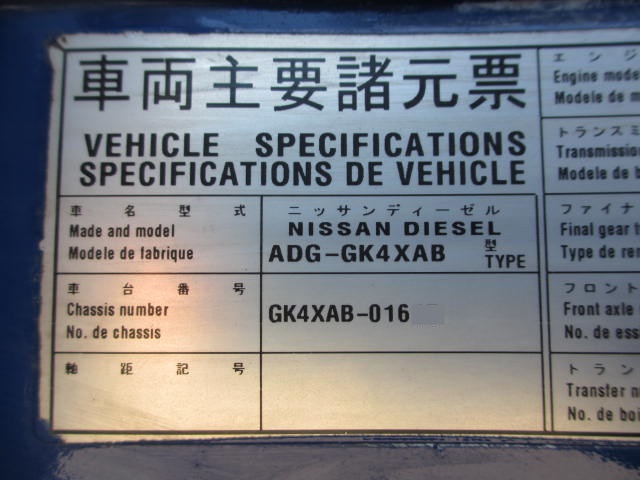 車両主要諸元票
VEHICLE SPECIFICATIONS
SPECIFICATIONS DE VEHICLE
車名型式
Made and model
Modele de fabrique
ニッサンディーゼル
NISSAN DIESEL
ADG-GK4XAB 型 TYPE
車台番号
Chassis number
No. de chassis
GK4XAB-016
軸距記号
エンジ
Engine mode
Modele de m
トランスミ
Transmission
Modele de b
ファイナ
Final gear
Type de re
フロント
Front axle
No. de ess
トラン
Transfer n
No. de boi